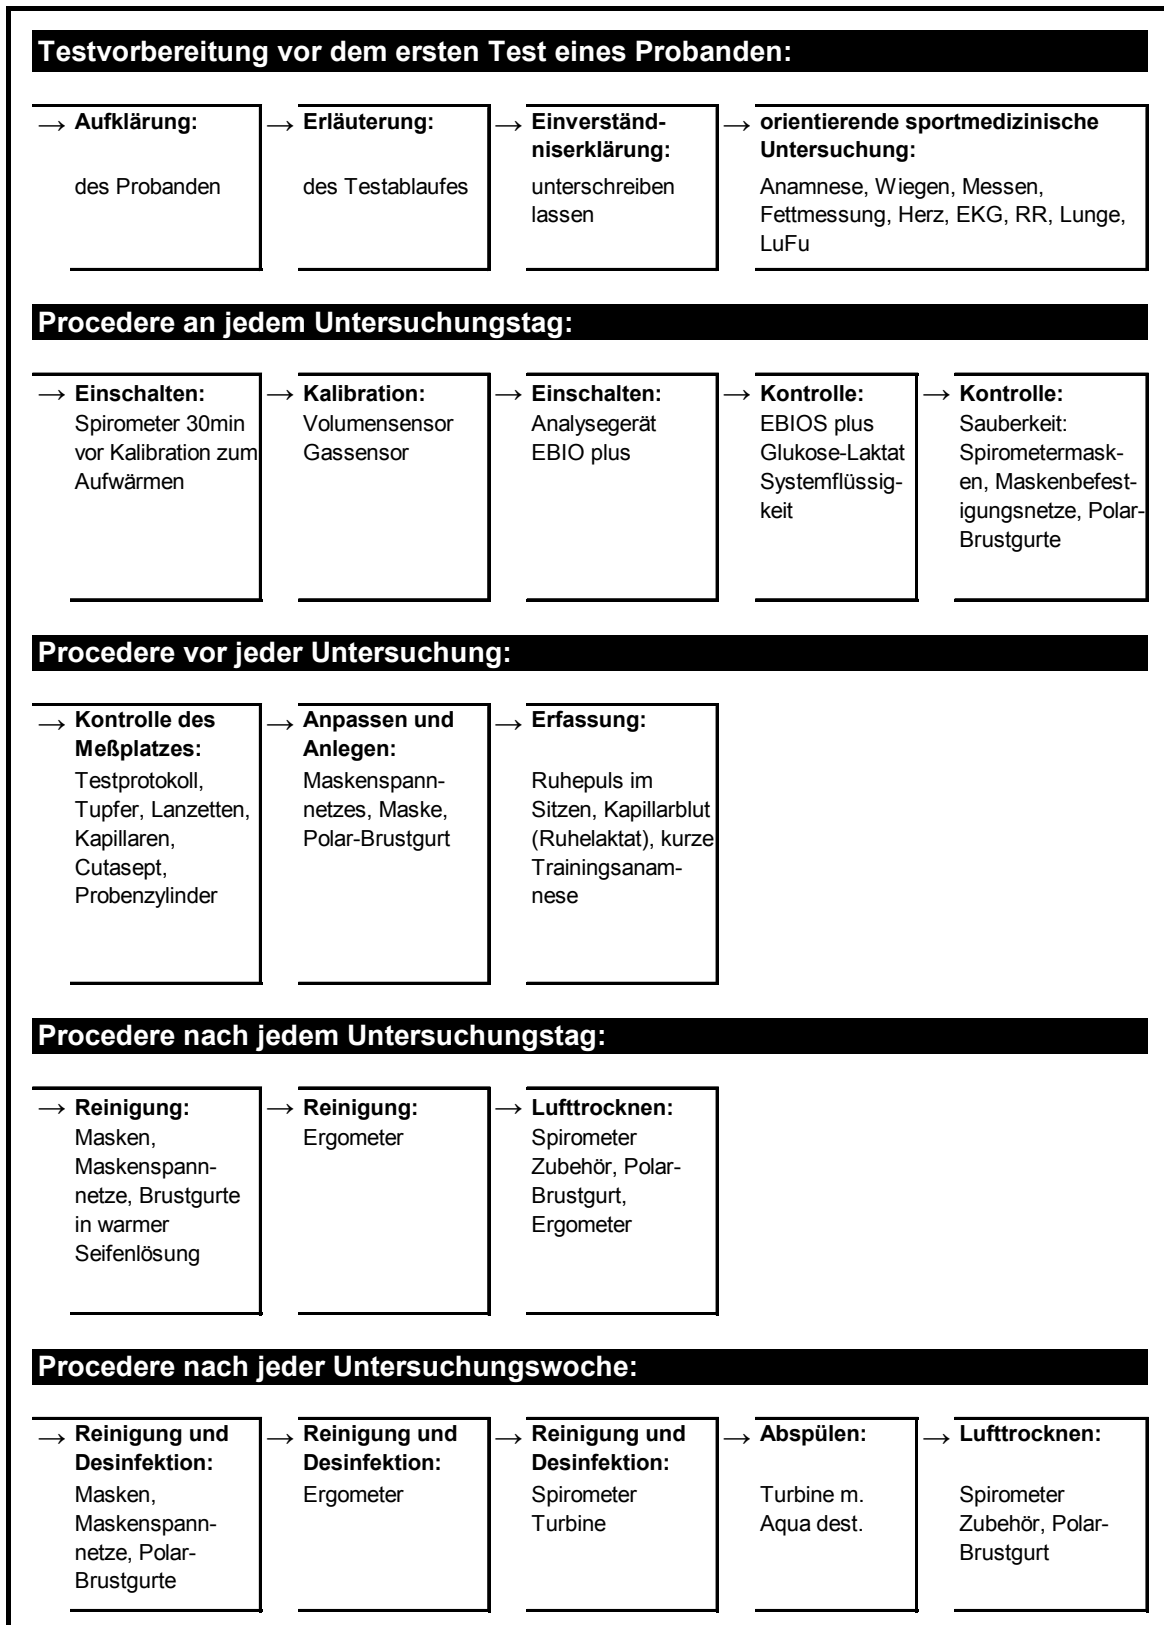 Testvorbereitung vor dem ersten Test eines Probanden:
→ Aufklärung:
des Probanden
→ Erläuterung:
des Testablaufes
→ Einverständ-
niserklärung:
unterschreiben
lassen
→ orientierende sportmedizinische
Untersuchung:
Anamnese, Wiegen, Messen,
Fettmessung, Herz, EKG, RR, Lunge,
LuFu
Procedere an jedem Untersuchungstag:
→ Einschalten:
Spirometer 30min
vor Kalibration zum
Aufwärmen
→ Kalibration:
Volumensensor
Gassensor
→ Einschalten:
Analysegerät
EBIO plus
→ Kontrolle:
EBIOS plus
Glukose-Laktat
Systemflüssig-
keit
→ Kontrolle:
Sauberkeit:
Spirometermask-
en, Maskenbefest-
igungsnetze, Polar-
Brustgurte
Procedere vor jeder Untersuchung:
→ Kontrolle des
Meßplatzes:
Testprotokoll,
Tupfer, Lanzetten,
Kapillaren,
Cutasept,
Probenzylinder
→ Anpassen und
Anlegen:
Maskenspann-
netzes, Maske,
Polar-Brustgurt
→ Erfassung:
Ruhepuls im
Sitzen, Kapillarblut
(Ruhelaktat), kurze
Trainingsanam-
nese
Procedere nach jedem Untersuchungstag:
→ Reinigung:
Masken,
Maskenspann-
netze, Brustgurte
in warmer
Seifenlösung
→ Reinigung:
Ergometer
→ Lufttrocknen:
Spirometer
Zubehör, Polar-
Brustgurt,
Ergometer
Procedere nach jeder Untersuchungswoche:
→ Reinigung und
Desinfektion:
Masken,
Maskenspann-
netze, Polar-
Brustgurte
→ Reinigung und
Desinfektion:
Ergometer
→ Reinigung und
Desinfektion:
Spirometer
Turbine
→ Abspülen:
Turbine m.
Aqua dest.
→ Lufttrocknen:
Spirometer
Zubehör, Polar-
Brustgurt